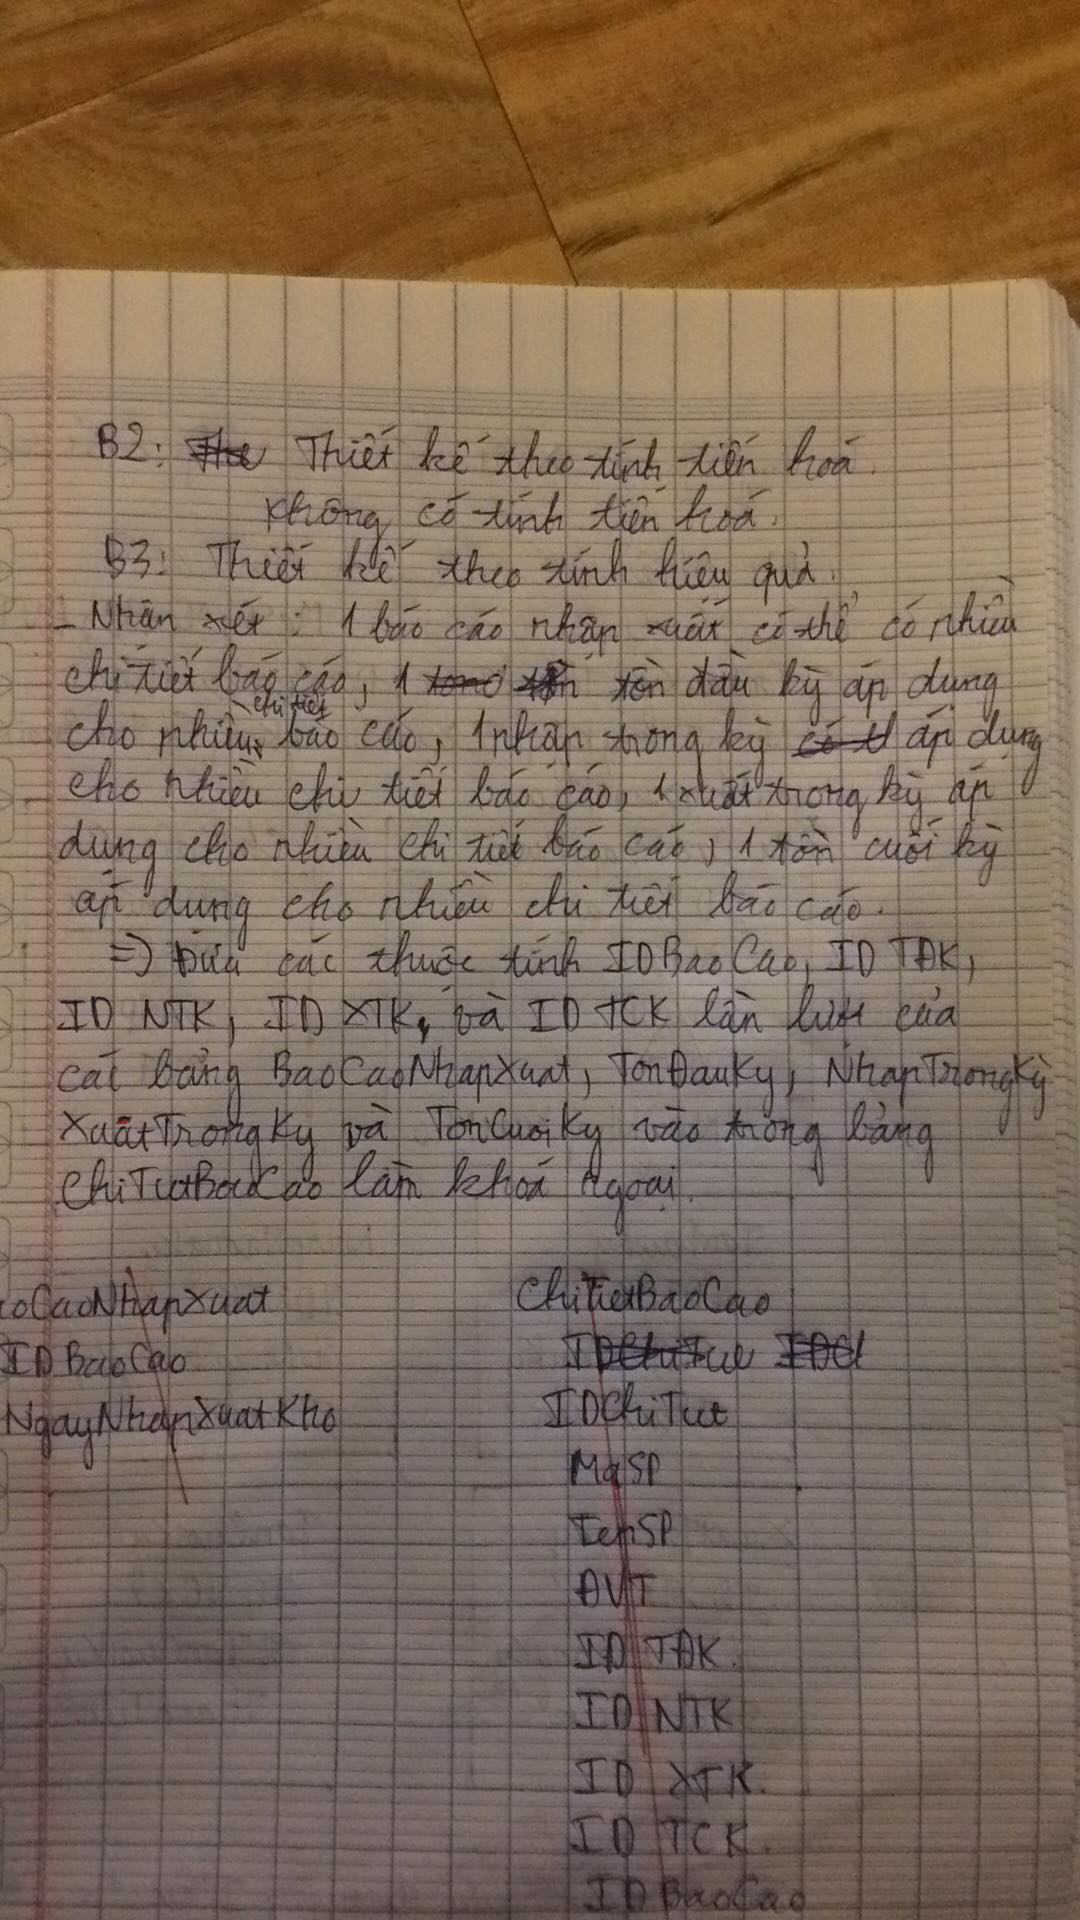 B2: Thiết kế theo tính tiến hoá.
Không có tính tiến hoá.
B3: Thiết kế theo tính hiệu quả.
- Nhận xét: 1 báo cáo nhập xuất có thể có nhiều
chi tiết báo cáo, 1 tồn đầu kỳ áp dụng
cho nhiều chi tiết báo cáo, 1 nhập trong kỳ áp dụng
cho nhiều chi tiết báo cáo, 1 xuất trong kỳ áp
dụng cho nhiều chi tiết báo cáo, 1 tồn cuối kỳ
áp dụng cho nhiều chi tiết báo cáo.
=> Đưa các thuộc tính IDBaoCao, ID TĐK,
ID NTK, ID XTK, và ID TCK lần lượt của
các bảng BaoCaoNhapXuat, TonĐauKy, NhapTrongKỳ
XuatTrongKy và TonCuoiKy vào trong bảng
ChiTietBaoCao làm khoá ngoại.
oCaoNhapXuat ChiTietBaoCao
IDBaoCao
NgayNhapXuatKho IDChiTiet
MaSP
TenSP
ĐVT
ID TĐK.
ID NTK
ID XTK.
ID TCK.
IDBaoCao